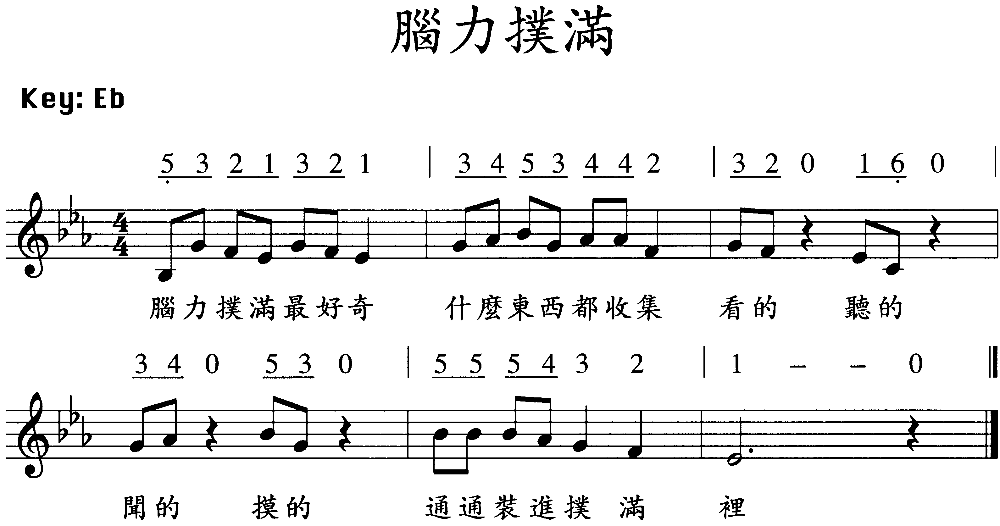 腦力撲滿
Key: Eb
5 3 2 1 3 2 1 | 3 4 5 3 4 4 2 | 3 2 0 1 6 0 |
4
4
腦力撲滿最好奇 什麼東西都收集 看的 聽的
3 4 0 5 3 0 | 5 5 5 4 3 2 | 1 – – 0
聞的 摸的 通通裝進撲滿 裡